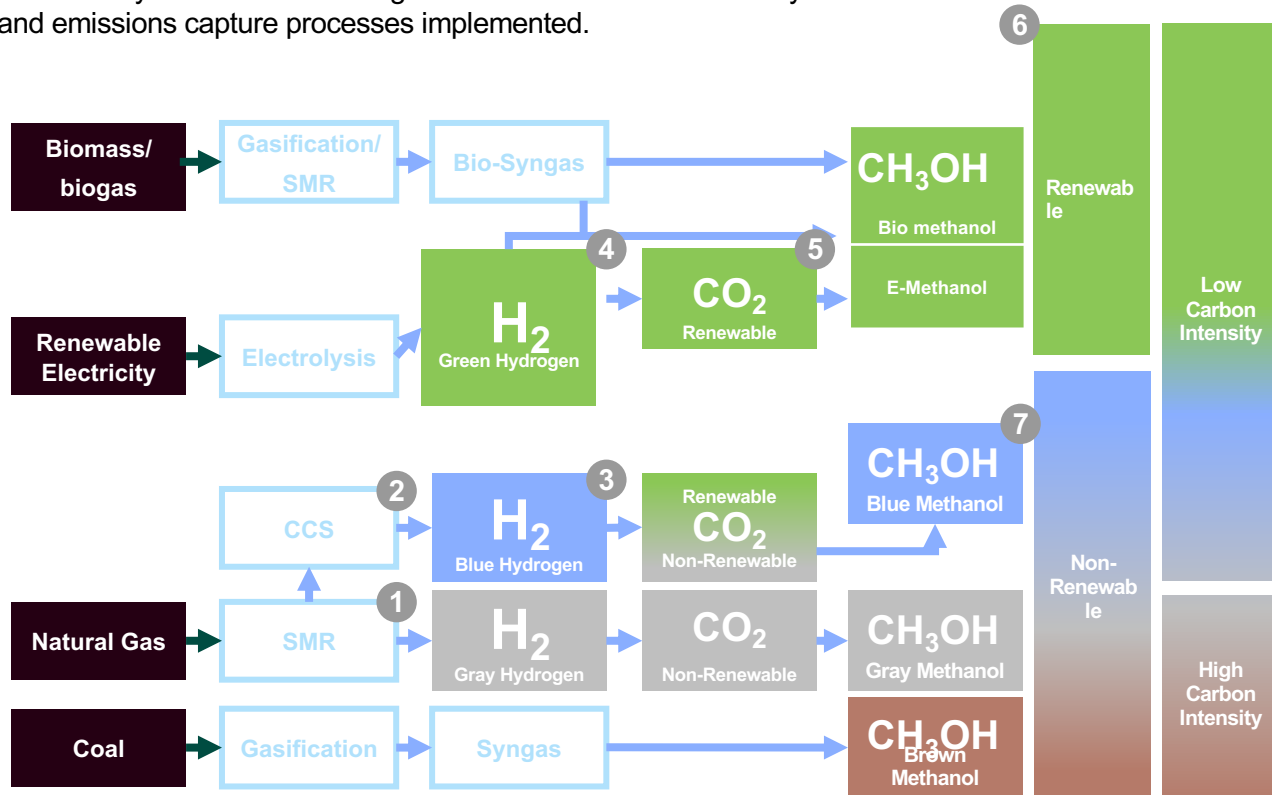 and emissions capture processes implemented.
6
Biomass/
biogas
Gasification/
SMR
Bio-Syngas
CH₃OH
Bio methanol
Renewab
le
4
5
H₂
Green Hydrogen
CO₂
Renewable
E-Methanol
Low
Carbon
Intensity
Renewable
Electricity
Electrolysis
7
CH₃OH
Blue Methanol
2
3
CCS
H₂
Blue Hydrogen
Renewable
CO₂
Non-Renewable
Non-
Renewab
le
1
Natural Gas
SMR
H₂
Gray Hydrogen
CO₂
Non-Renewable
CH₃OH
Gray Methanol
High
Carbon
Intensity
Coal
Gasification
Syngas
CH₃OH
Brown
Methanol